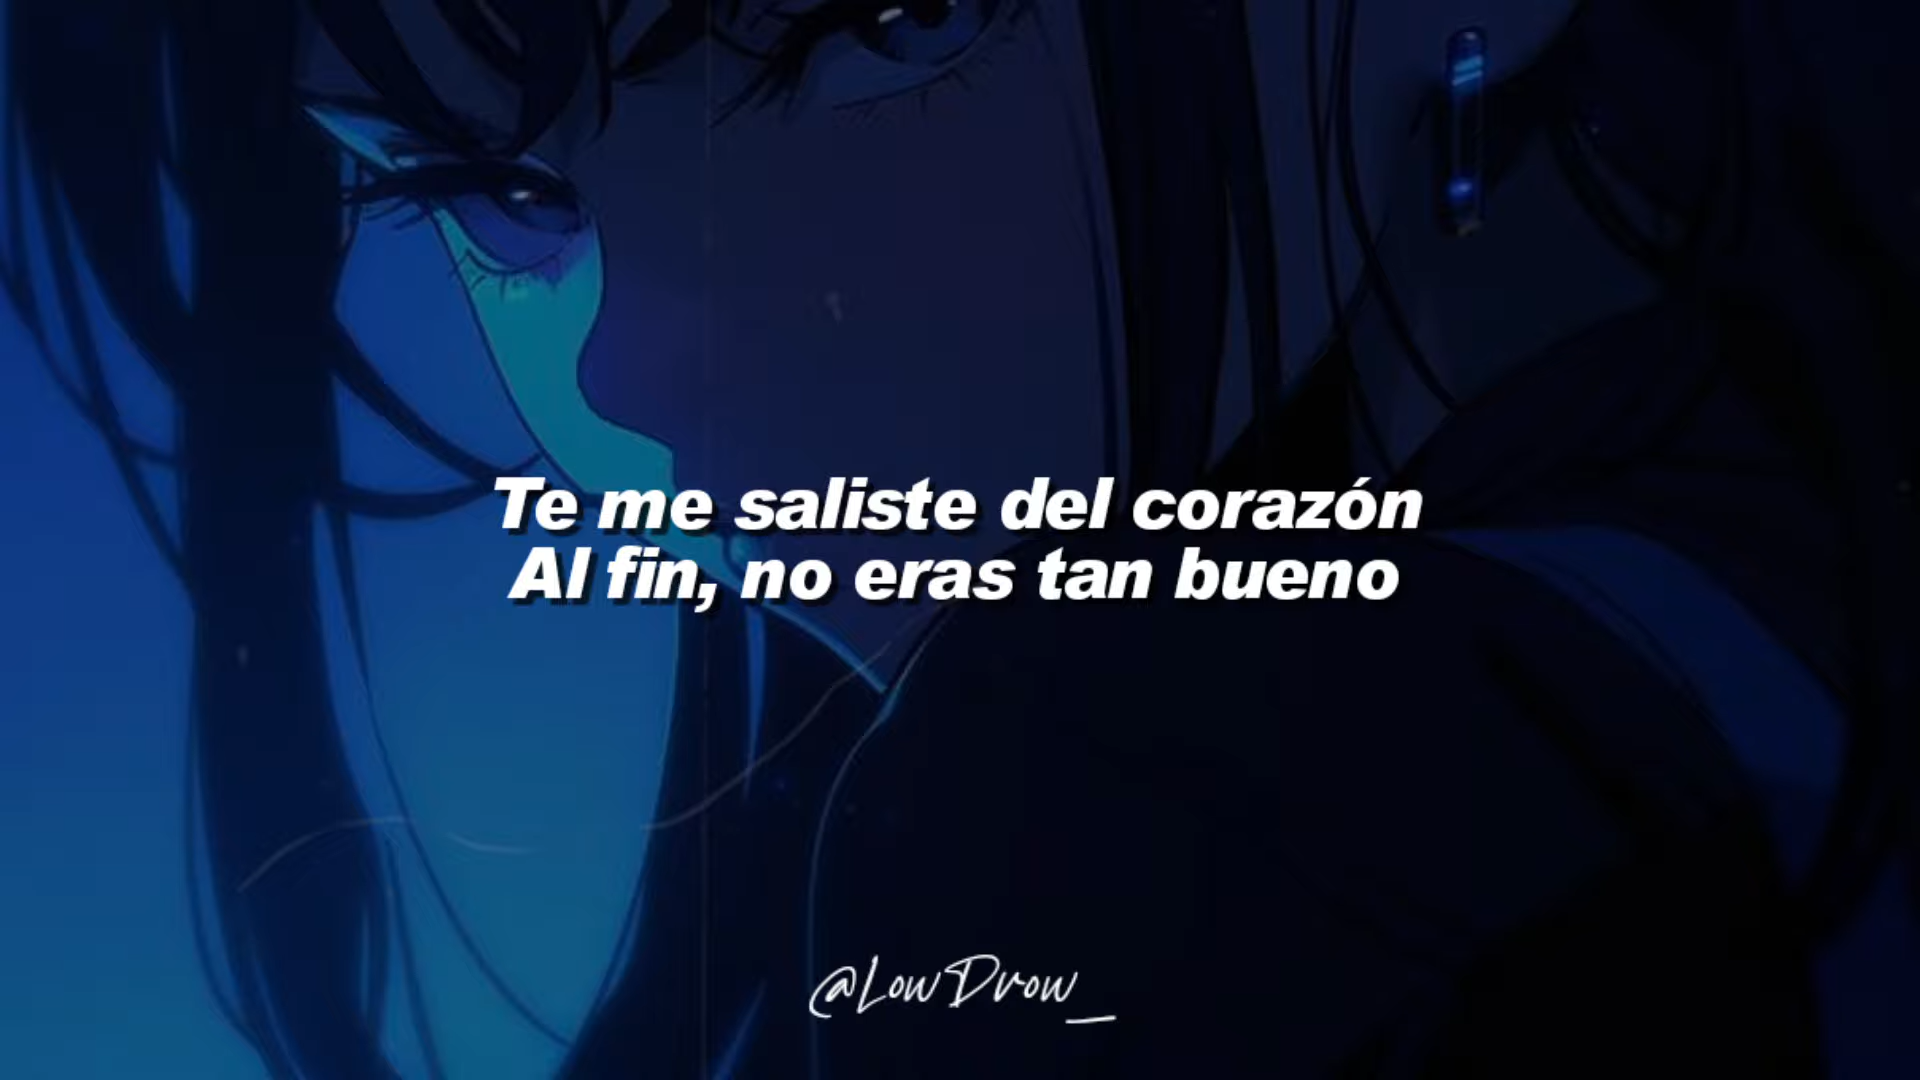 Te me saliste del corazón
Al fin, no eras tan bueno
@LowDrow_